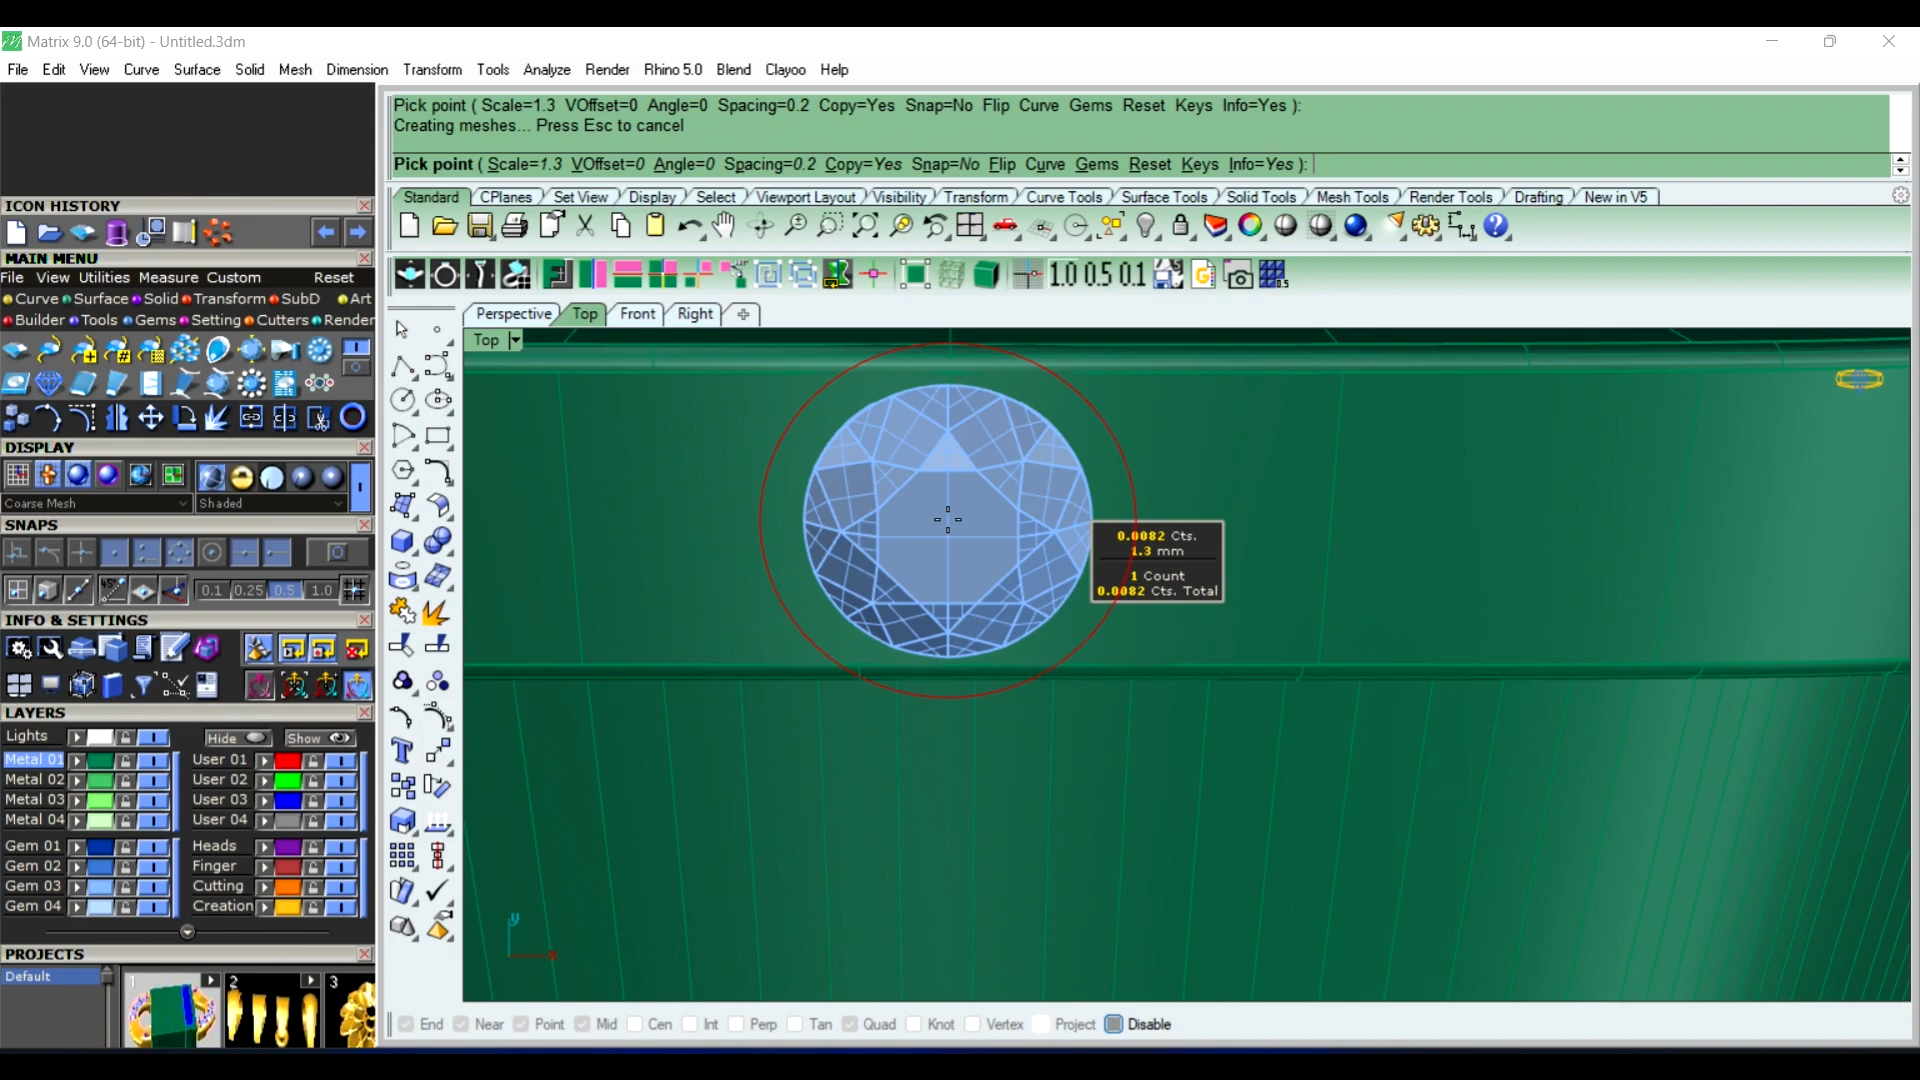 Matrix 9.0 (64-bit) - Untitled.3dm
File Edit View Curve Surface Solid Mesh Dimension Transform Tools Analyze Render Rhino 5.0 Blend Clayoo Help
Pick point ( Scale=1.3 VOffset=0 Angle=0 Spacing=0.2 Copy=Yes Snap=No Flip Curve Gems Reset Keys Info=Yes ):
Creating meshes... Press Esc to cancel
Pick point ( Scale=1.3 VOffset=0 Angle=0 Spacing=0.2 Copy=Yes Snap=No Flip Curve Gems Reset Keys Info=Yes ):
Standard CPlanes Set View Display Select Viewport Layout Visibility Transform Curve Tools Surface Tools Solid Tools Mesh Tools Render Tools Drafting New in V5
1.0 0.5 0.1
Perspective Top Front Right
Top
ICON HISTORY
MAIN MENU
File View Utilities Measure Custom Reset
Curve Surface Solid Transform SubD Art
Builder Tools Gems Setting Cutters Render
DISPLAY
Coarse Mesh Shaded
SNAPS
0.1 0.25 0.5 1.0
INFO & SETTINGS
LAYERS
Lights Hide Show
Metal 01 User 01
Metal 02 User 02
Metal 03 User 03
Metal 04 User 04
Gem 01 Heads
Gem 02 Finger
Gem 03 Cutting
Gem 04 Creation
PROJECTS
Default
1 2 3
0.0082 Cts.
1.3 mm
1 Count
0.0082 Cts. Total
y
x
End Near Point Mid Cen Int Perp Tan Quad Knot Vertex Project Disable